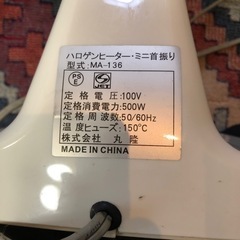 ハロゲンヒーター・ミニ首振り
型式:MA-136
PS
E
JET
定格電圧:100V
定格消費電力:500W
定格周波数:50/60Hz
温度ヒューズ:150℃
株式会社 丸隆
MADE IN CHINA